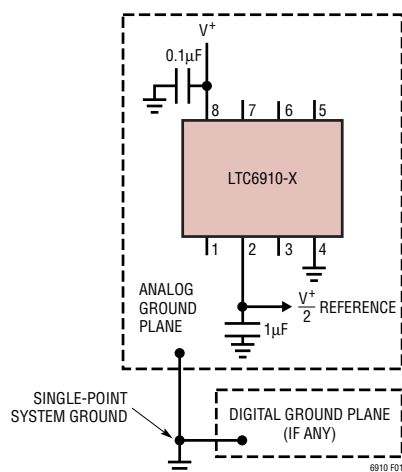 V+
0.1μF
8 7 6 5
LTC6910-X
1 2 3 4
ANALOG
GROUND
PLANE
V+
2
REFERENCE
1μF
SINGLE-POINT
SYSTEM GROUND
DIGITAL GROUND PLANE
(IF ANY)
6910 F01